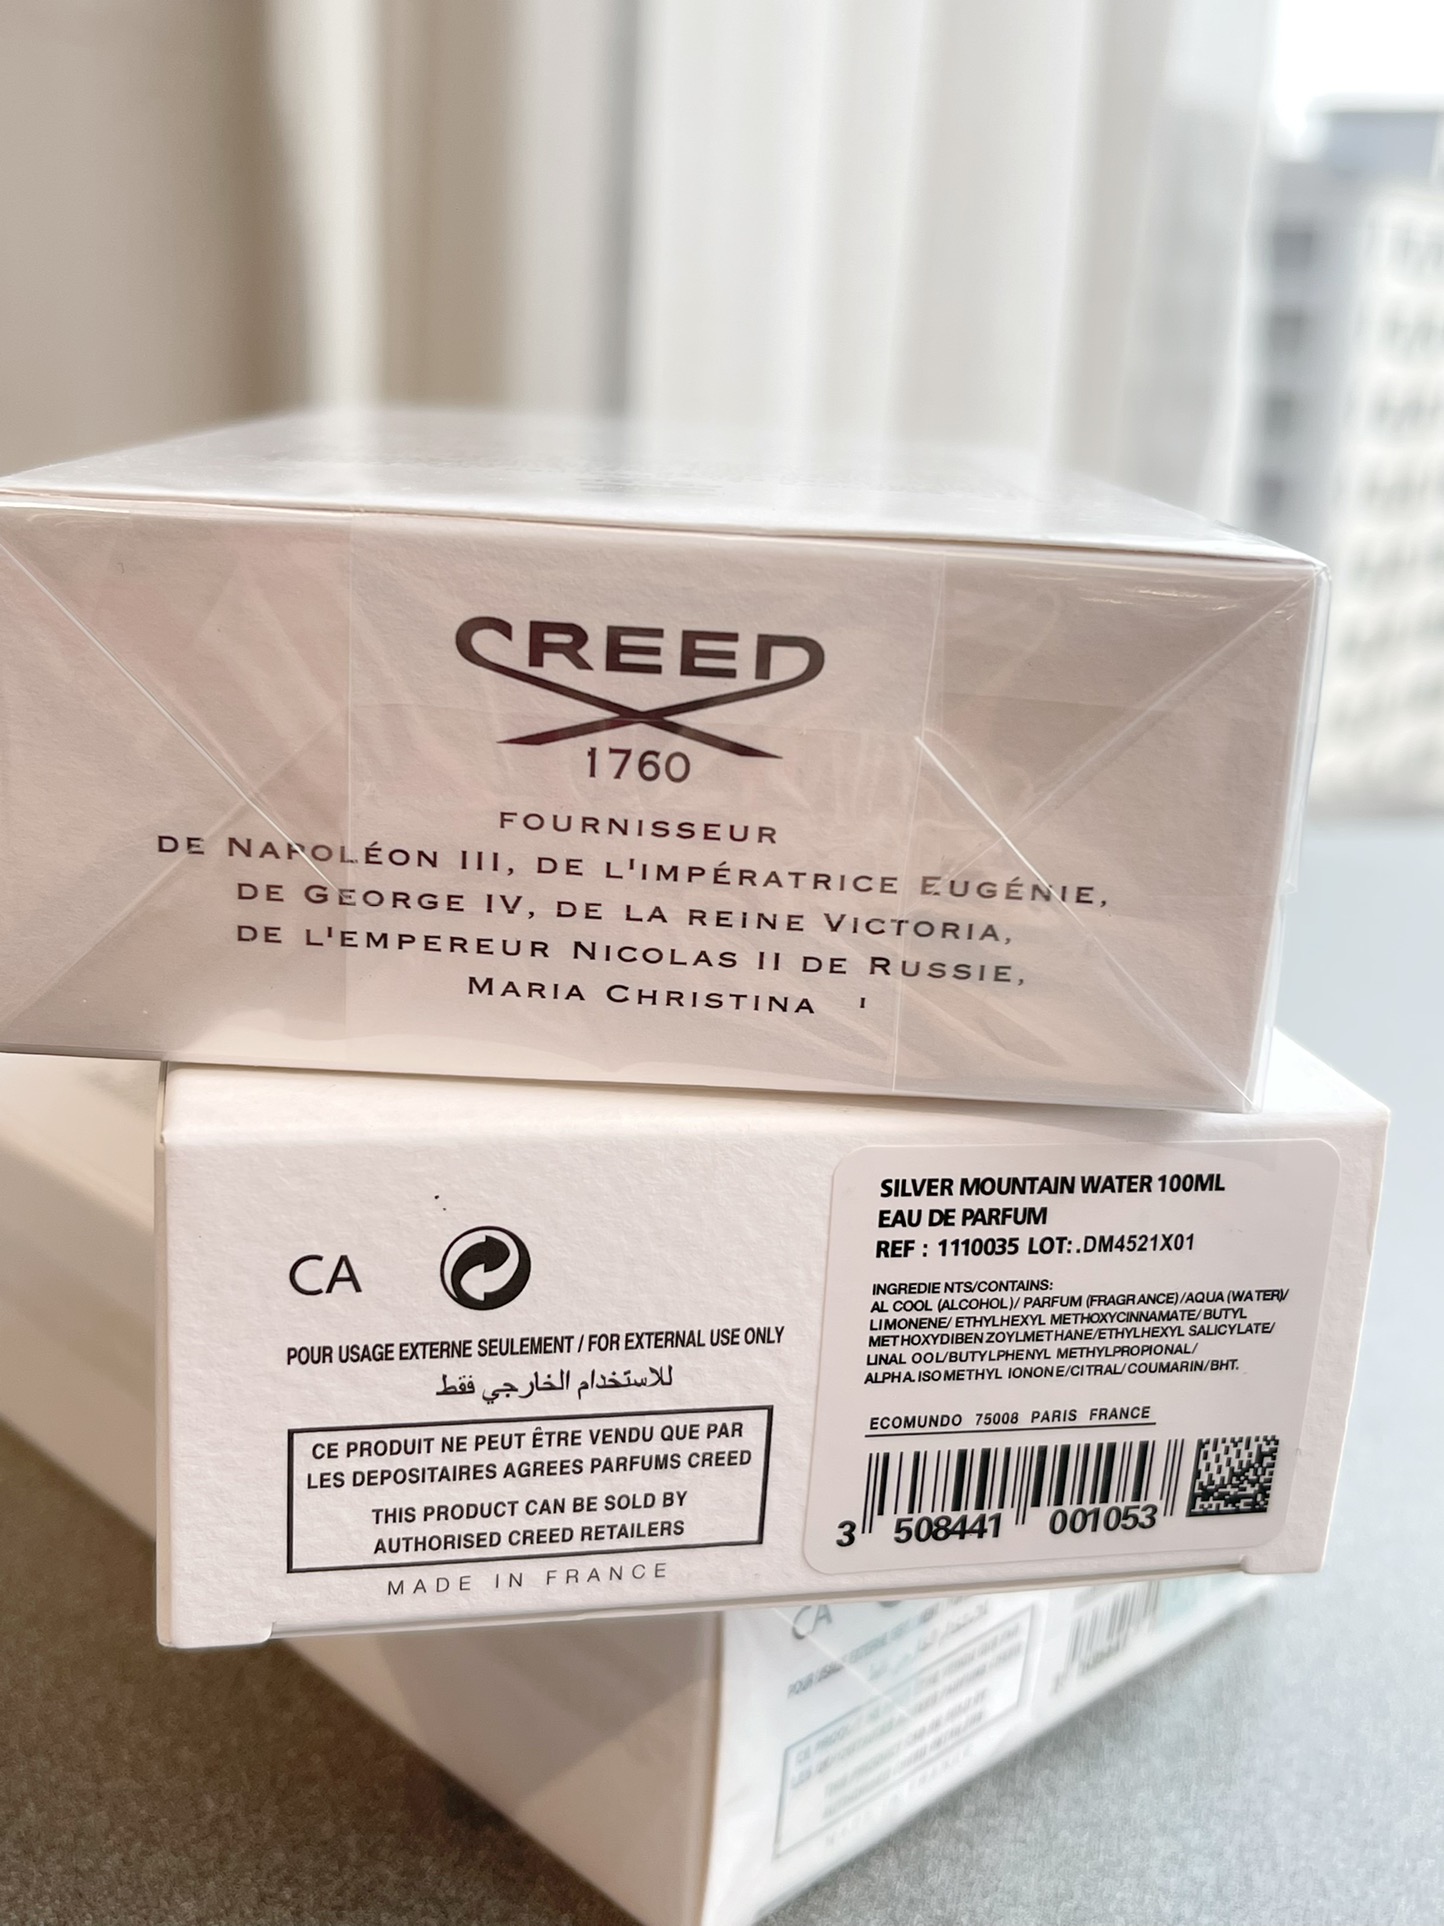 CREED
1760
FOURNISSEUR
DE NAPOLÉON III, DE L'IMPÉRATRICE EUGÉNIE,
DE GEORGE IV, DE LA REINE VICTORIA,
DE L'EMPEREUR NICOLAS II DE RUSSIE,
MARIA CHRISTINA
CA
POUR USAGE EXTERNE SEULEMENT / FOR EXTERNAL USE ONLY
للاستخدام الخارجي فقط
CE PRODUIT NE PEUT ÊTRE VENDU QUE PAR
LES DEPOSITAIRES AGREES PARFUMS CREED
THIS PRODUCT CAN BE SOLD BY
AUTHORISED CREED RETAILERS
MADE IN FRANCE
SILVER MOUNTAIN WATER 100ML
EAU DE PARFUM
REF : 1110035 LOT:.DM4521X01
INGREDIE NTS/CONTAINS:
AL COOL (ALCOHOL)/ PARFUM (FRAGRANCE)/AQUA (WATER)/
LIMONENE/ ETHYLHEXYL METHOXYCINNAMATE/ BUTYL
METHOXYDIBEN ZOYLMETHANE/ETHYLHEXYL SALICYLATE/
LINAL OOL/BUTYLPHENYL METHYLPROPIONAL/
ALPHA.ISO METHYL IONONE/CITRAL/ COUMARIN/BHT.
ECOMUNDO 75008 PARIS FRANCE
3 508441 001053
CA